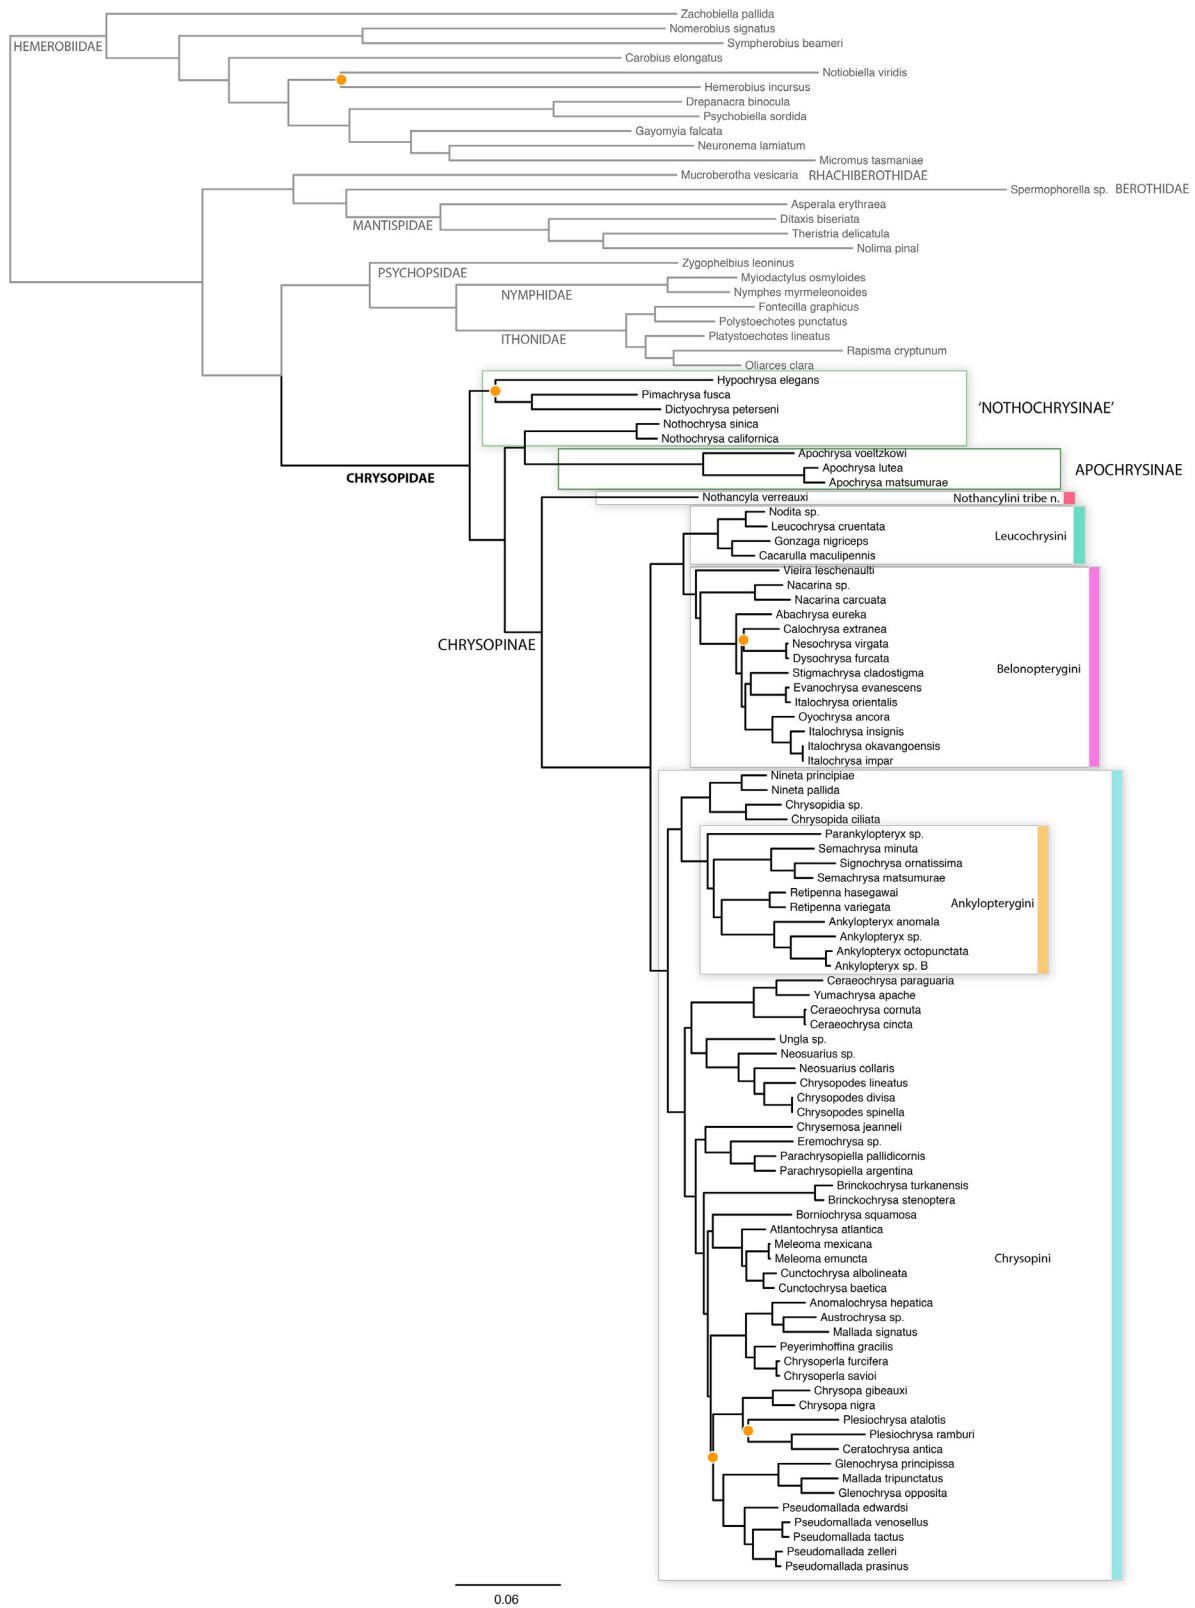 Zachobiella pallida
Nomerobius signatus
HEMEROBIIDAE
Sympherobius beameri
Carobius elongatus
Notiobiella viridis
Hemerobius incursus
Drepanacra binocula
Psychobiella sordida
Gayomyia falcata
Neuronema lamiatum
Micromus tasmaniae
Mucroberotha vesicaria RHACHIBEROTHIDAE
Spermophorella sp. BEROTHIDAE
Asperala erythraea
Ditaxis biseriata
MANTISPIDAE
Theristria delicatula
Nolima pinal
Zygophelbius leoninus
PSYCHOPSIDAE
Myiodactylus osmyloides
Nymphes myrmeleonoides
NYMPHIDAE
Fontecilla graphicus
Polystoechotes punctatus
Platystoechotes lineatus
ITHONIDAE
Rapisma cryptunum
Oliarces clara
Hypochrysa elegans
Pimachrysa fusca
Dictyochrysa peterseni
‘NOTHOCHRYSINAE’
Nothochrysa sinica
Nothochrysa californica
Apochrysa voeltzkowi
Apochrysa lutea
APOCHRYSINAE
CHRYSOPIDAE
Apochrysa matsumurae
Nothancyla verreauxi
Nothancylini tribe n.
Nodita sp.
Leucochrysa cruentata
Leucochrysini
Gonzaga nigriceps
Cacarulla maculipennis
Vieira leschenaulti
Nacarina sp.
Nacarina carcuata
Abachrysa eureka
Calochrysa extranea
CHRYSOPINAE
Nesochrysa virgata
Dysochrysa furcata
Belonopterygini
Stigmachrysa cladostigma
Evanochrysa evanescens
Italochrysa orientalis
Oyochrysa ancora
Italochrysa insignis
Italochrysa okavangoensis
Italochrysa impar
Nineta principiae
Nineta pallida
Chrysopidia sp.
Chrysopida ciliata
Parankylopteryx sp.
Semachrysa minuta
Signochrysa ornatissima
Semachrysa matsumurae
Retipenna hasegawai
Ankylopterygini
Retipenna variegata
Ankylopteryx anomala
Ankylopteryx sp.
Ankylopteryx octopunctata
Ankylopteryx sp. B
Ceraeochrysa paraguaria
Yumachrysa apache
Ceraeochrysa cornuta
Ceraeochrysa cincta
Ungla sp.
Neosuarius sp.
Neosuarius collaris
Chrysopodes lineatus
Chrysopodes divisa
Chrysopodes spinella
Chrysemosa jeanneli
Eremochrysa sp.
Parachrysopiella pallidicornis
Parachrysopiella argentina
Brinckochrysa turkanensis
Brinckochrysa stenoptera
Borniochrysa squamosa
Atlantochrysa atlantica
Meleoma mexicana
Meleoma emuncta
Chrysopini
Cunctochrysa albolineata
Cunctochrysa baetica
Anomalochrysa hepatica
Austrochrysa sp.
Mallada signatus
Peyerimhoffina gracilis
Chrysoperla furcifera
Chrysoperla savioi
Chrysopa gibeauxi
Chrysopa nigra
Plesiochrysa atalotis
Plesiochrysa ramburi
Ceratochrysa antica
Glenochrysa principissa
Mallada tripunctatus
Glenochrysa opposita
Pseudomallada edwardsi
Pseudomallada venosellus
Pseudomallada tactus
Pseudomallada zelleri
Pseudomallada prasinus
0.06